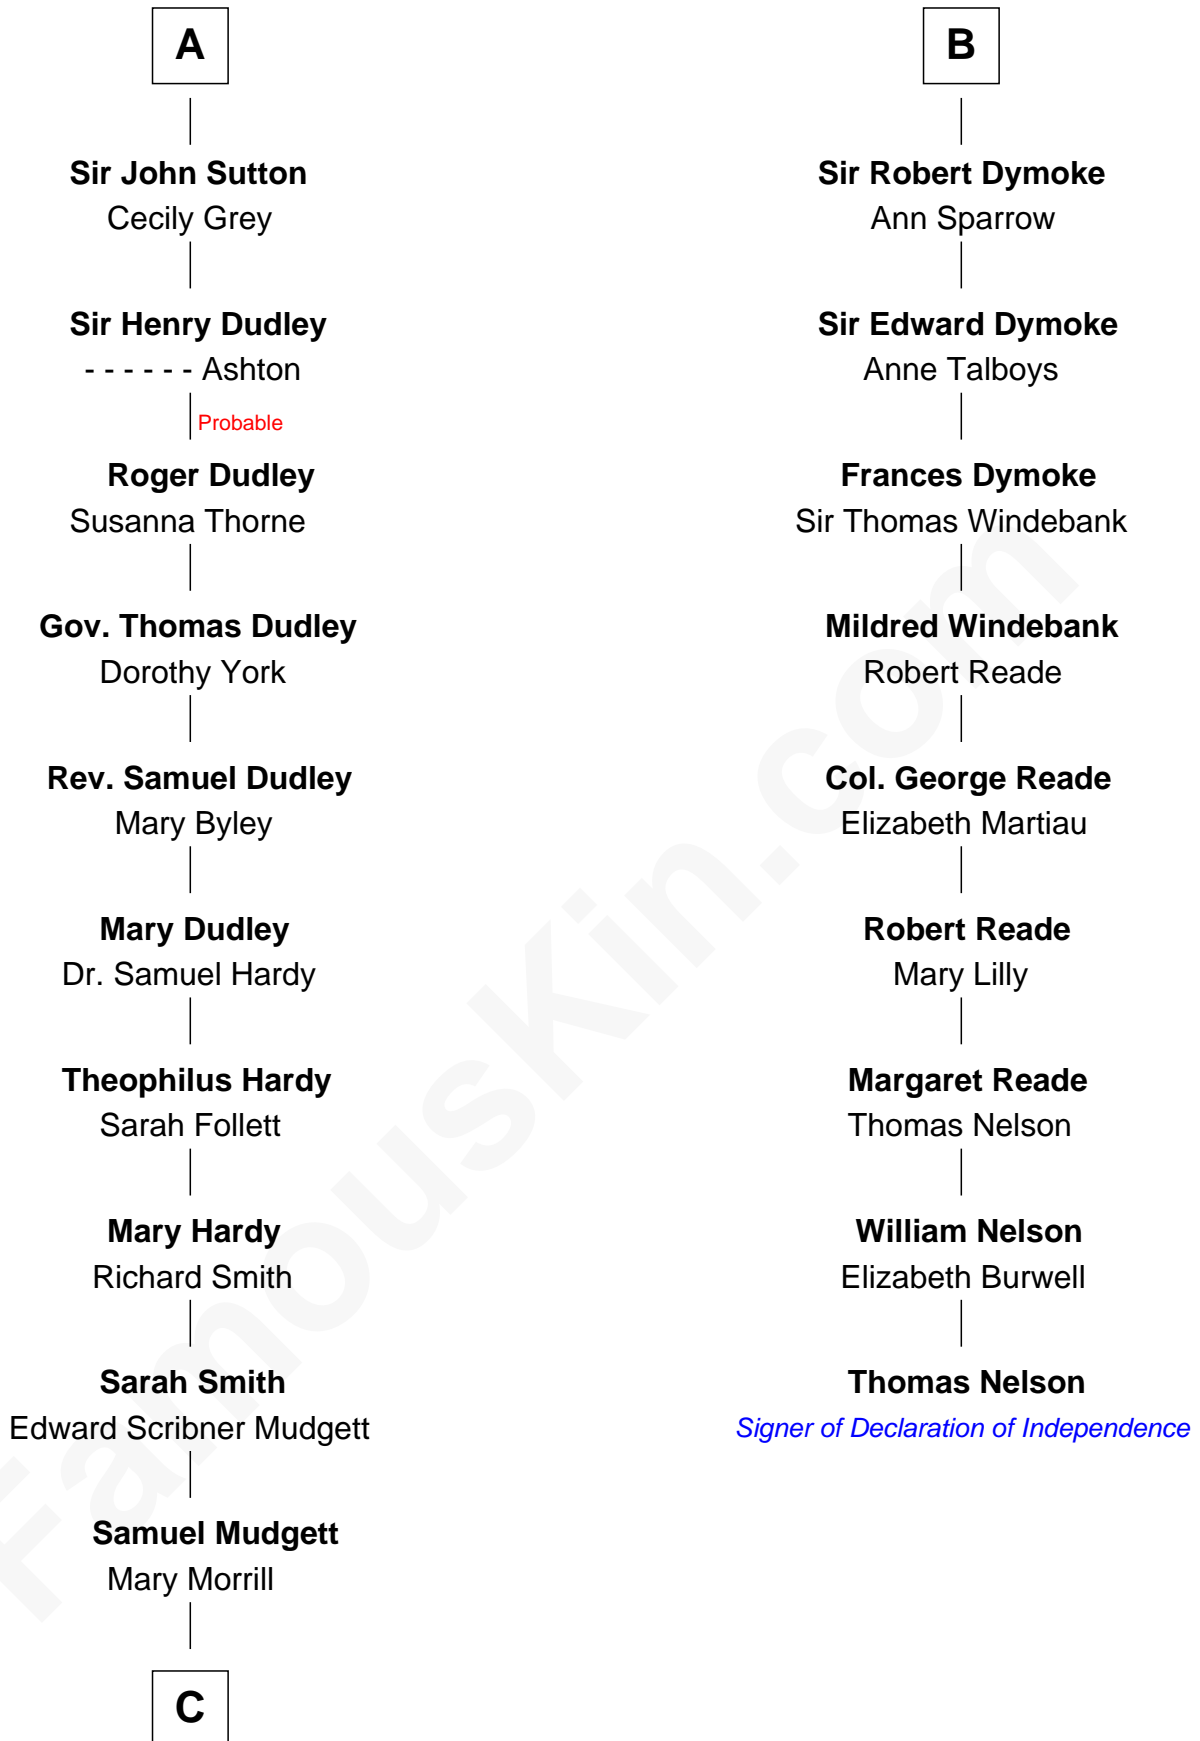 A
Sir John Sutton
Cecily Grey
Sir Henry Dudley
- - - - - - Ashton
Probable
Roger Dudley
Susanna Thorne
Gov. Thomas Dudley
Dorothy York
Rev. Samuel Dudley
Mary Byley
Mary Dudley
Dr. Samuel Hardy
Theophilus Hardy
Sarah Follett
Mary Hardy
Richard Smith
Sarah Smith
Edward Scribner Mudgett
Samuel Mudgett
Mary Morrill
C
B
Sir Robert Dymoke
Ann Sparrow
Sir Edward Dymoke
Anne Talboys
Frances Dymoke
Sir Thomas Windebank
Mildred Windebank
Robert Reade
Col. George Reade
Elizabeth Martiau
Robert Reade
Mary Lilly
Margaret Reade
Thomas Nelson
William Nelson
Elizabeth Burwell
Thomas Nelson
Signer of Declaration of Independence
FamousKin.com